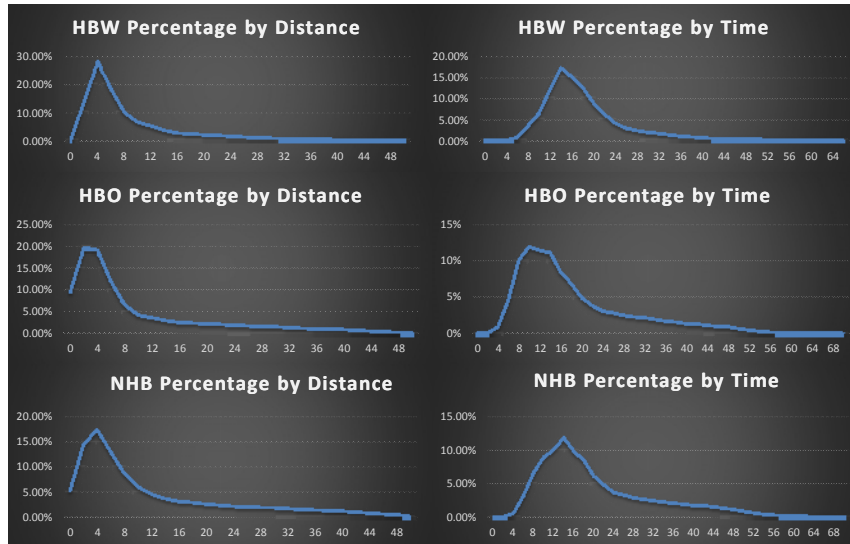 HBW Percentage by Distance
30.00%
20.00%
10.00%
0.00%
0 4 8 12 16 20 24 28 32 36 40 44 48
HBW Percentage by Time
20.00%
15.00%
10.00%
5.00%
0.00%
0 4 8 12 16 20 24 28 32 36 40 44 48 52 56 60 64
HBO Percentage by Distance
25.00%
20.00%
15.00%
10.00%
5.00%
0.00%
0 4 8 12 16 20 24 28 32 36 40 44 48
HBO Percentage by Time
15%
10%
5%
0%
0 4 8 12 16 20 24 28 32 36 40 44 48 52 56 60 64 68
NHB Percentage by Distance
20.00%
15.00%
10.00%
5.00%
0.00%
0 4 8 12 16 20 24 28 32 36 40 44 48
NHB Percentage by Time
15.00%
10.00%
5.00%
0.00%
0 4 8 12 16 20 24 28 32 36 40 44 48 52 56 60 64 68